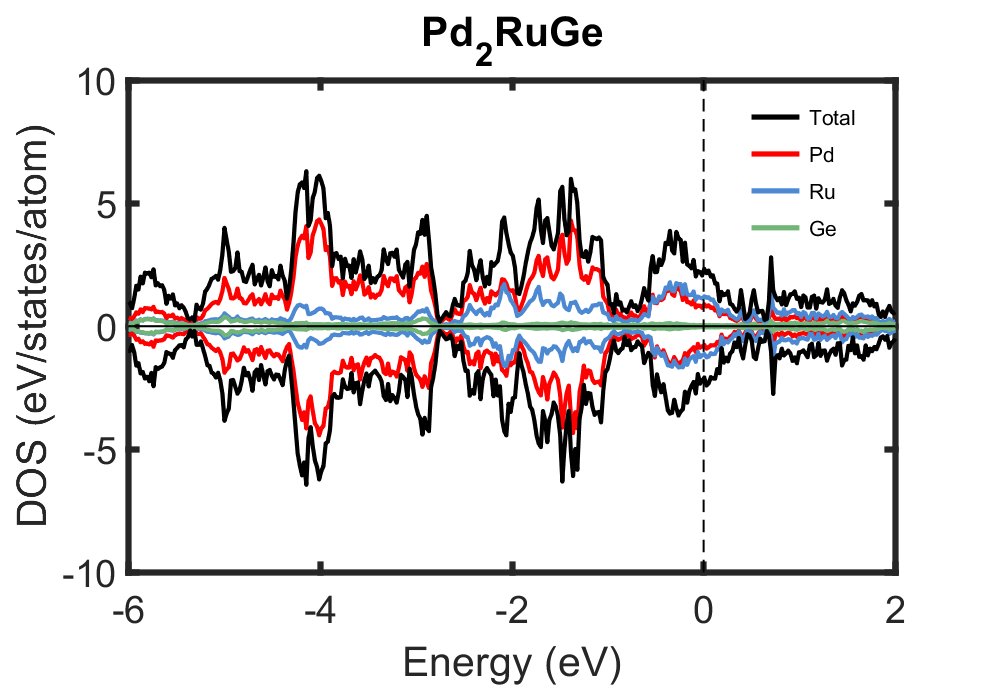 Pd2RuGe
10
5
0
-5
-10
-6
-4
-2
0
2
DOS (eV/states/atom)
Energy (eV)
Total
Pd
Ru
Ge